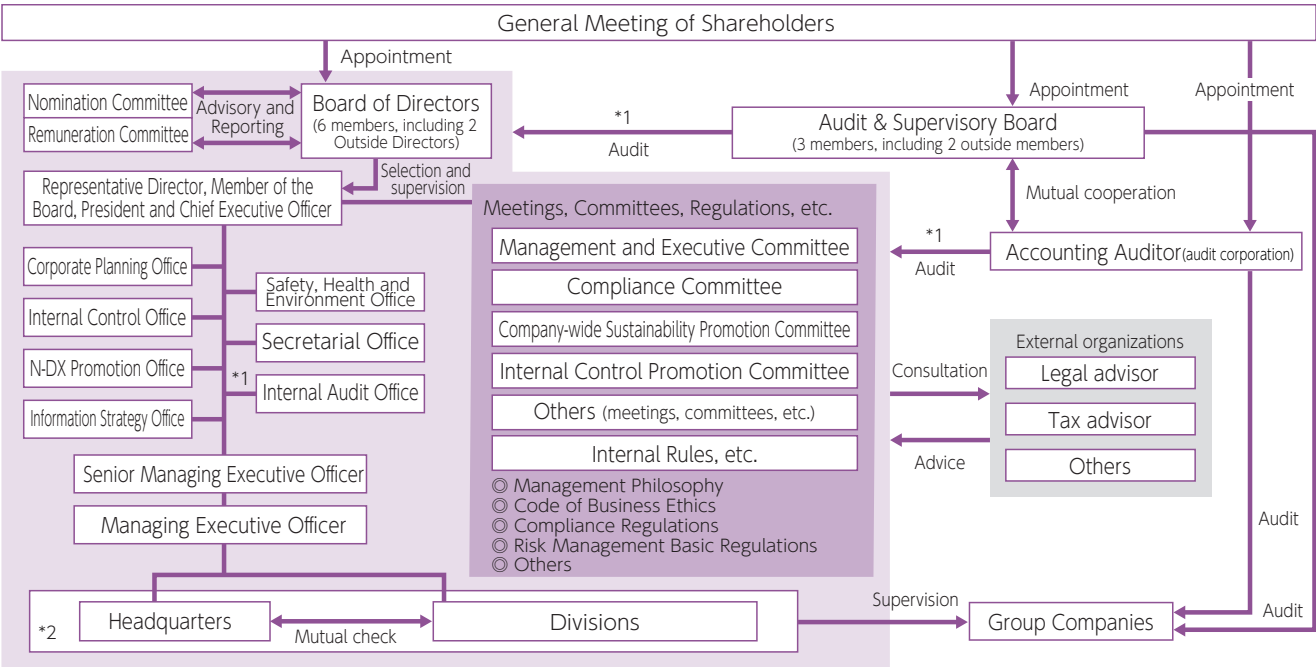 General Meeting of Shareholders
Appointment
Appointment
Appointment
Nomination Committee
Remuneration Committee
Advisory and
Reporting
Board of Directors
(6 members, including 2
Outside Directors)
*1
Audit
Audit & Supervisory Board
(3 members, including 2 outside members)
Selection and
supervision
Mutual cooperation
Representative Director, Member of the
Board, President and Chief Executive Officer
Meetings, Committees, Regulations, etc.
Management and Executive Committee
Compliance Committee
Company-wide Sustainability Promotion Committee
Internal Control Promotion Committee
Others (meetings, committees, etc.)
Internal Rules, etc.
◎ Management Philosophy
◎ Code of Business Ethics
◎ Compliance Regulations
◎ Risk Management Basic Regulations
◎ Others
*1
Audit
Accounting Auditor(audit corporation)
Corporate Planning Office
Internal Control Office
N-DX Promotion Office
Information Strategy Office
Safety, Health and
Environment Office
Secretarial Office
*1
Internal Audit Office
Consultation
Advice
External organizations
Legal advisor
Tax advisor
Others
Senior Managing Executive Officer
Managing Executive Officer
Audit
*2
Headquarters
Mutual check
Divisions
Supervision
Group Companies
Audit